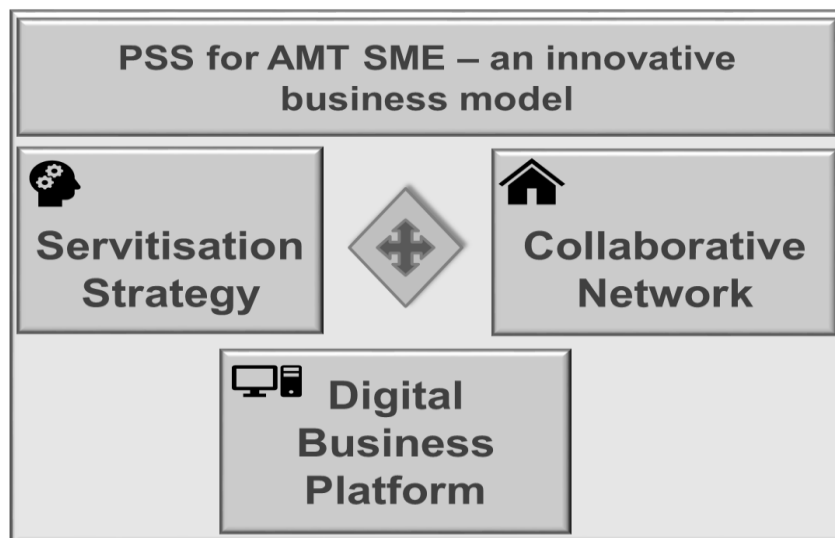 PSS for AMT SME – an innovative
business model
Servitisation
Strategy
Collaborative
Network
Digital
Business
Platform